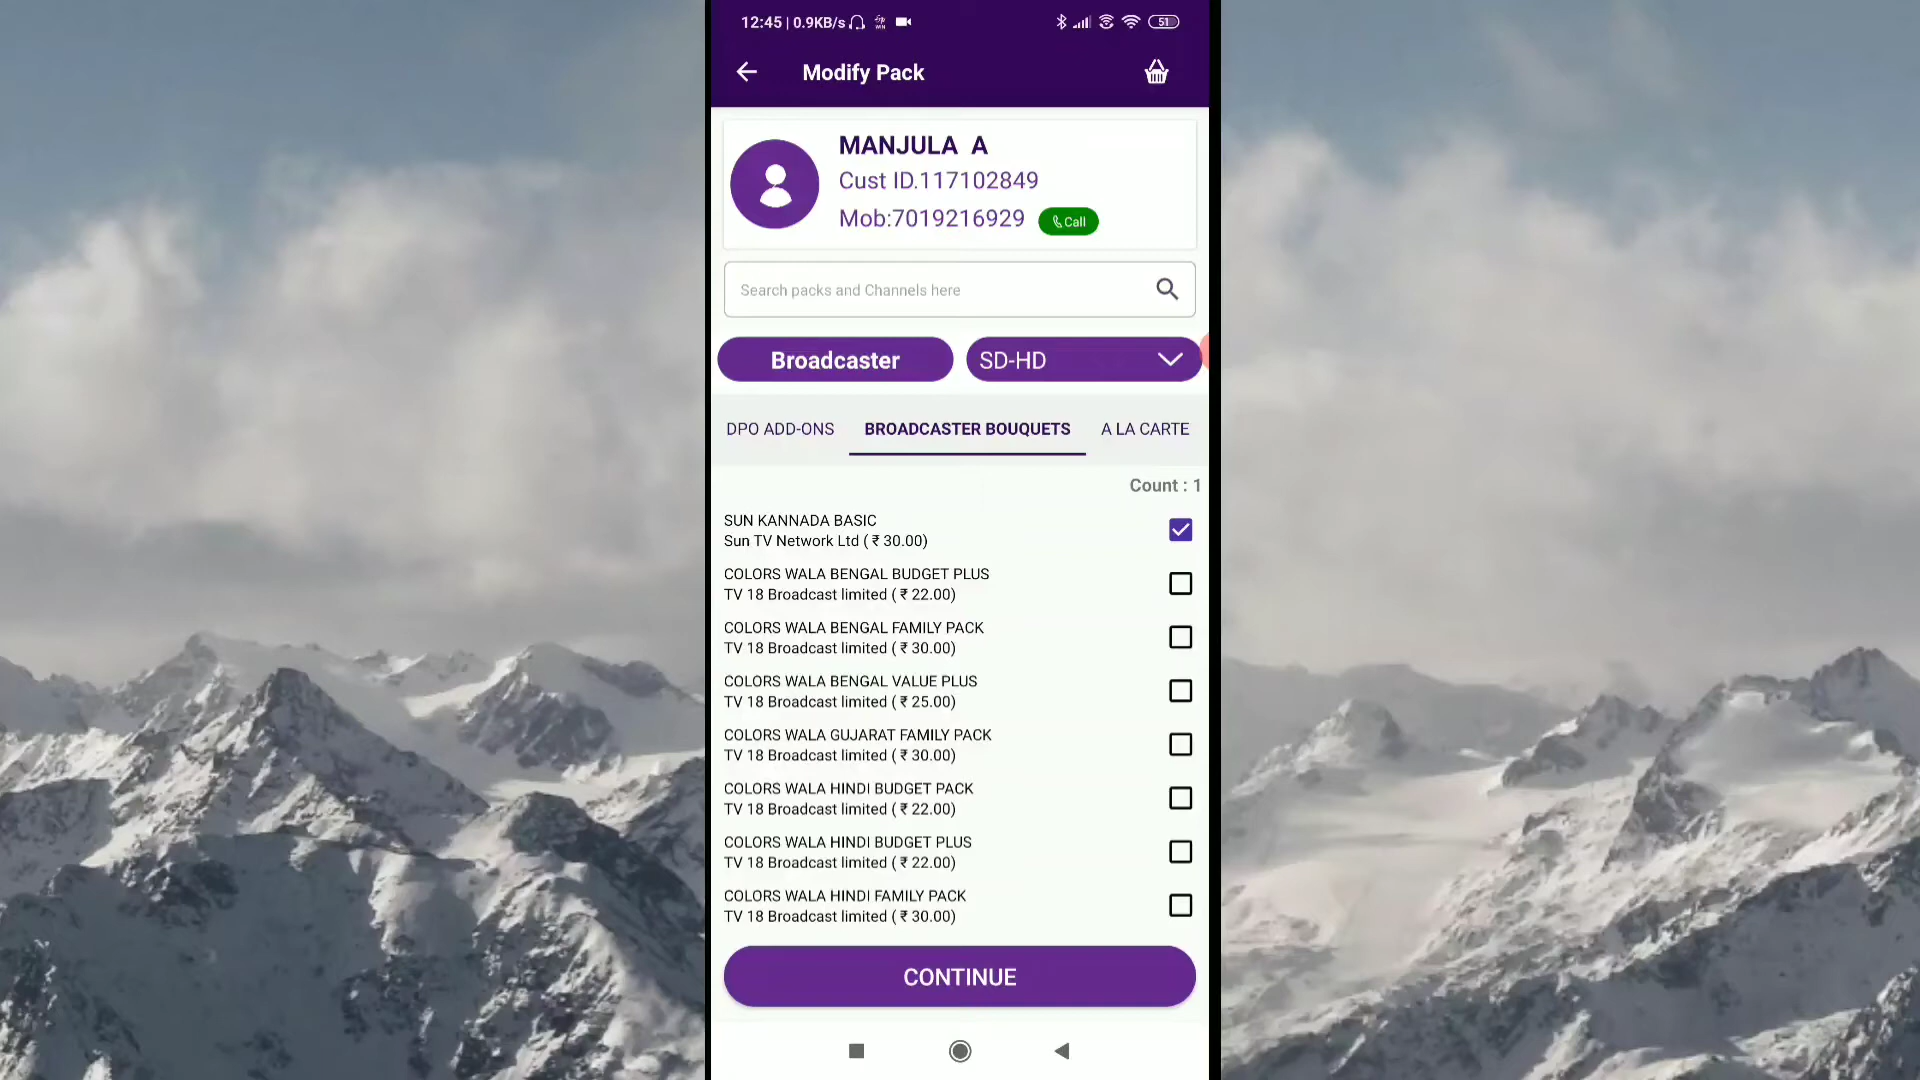 12:45 | 0.9KB/s
51
Modify Pack
MANJULA A
Cust ID.117102849
Mob:7019216929
Call
Search packs and Channels here
Broadcaster
SD-HD
DPO ADD-ONS
BROADCASTER BOUQUETS
A LA CARTE
Count : 1
SUN KANNADA BASIC
Sun TV Network Ltd ( ₹ 30.00)
COLORS WALA BENGAL BUDGET PLUS
TV 18 Broadcast limited ( ₹ 22.00)
COLORS WALA BENGAL FAMILY PACK
TV 18 Broadcast limited ( ₹ 30.00)
COLORS WALA BENGAL VALUE PLUS
TV 18 Broadcast limited ( ₹ 25.00)
COLORS WALA GUJARAT FAMILY PACK
TV 18 Broadcast limited ( ₹ 30.00)
COLORS WALA HINDI BUDGET PACK
TV 18 Broadcast limited ( ₹ 22.00)
COLORS WALA HINDI BUDGET PLUS
TV 18 Broadcast limited ( ₹ 22.00)
COLORS WALA HINDI FAMILY PACK
TV 18 Broadcast limited ( ₹ 30.00)
CONTINUE